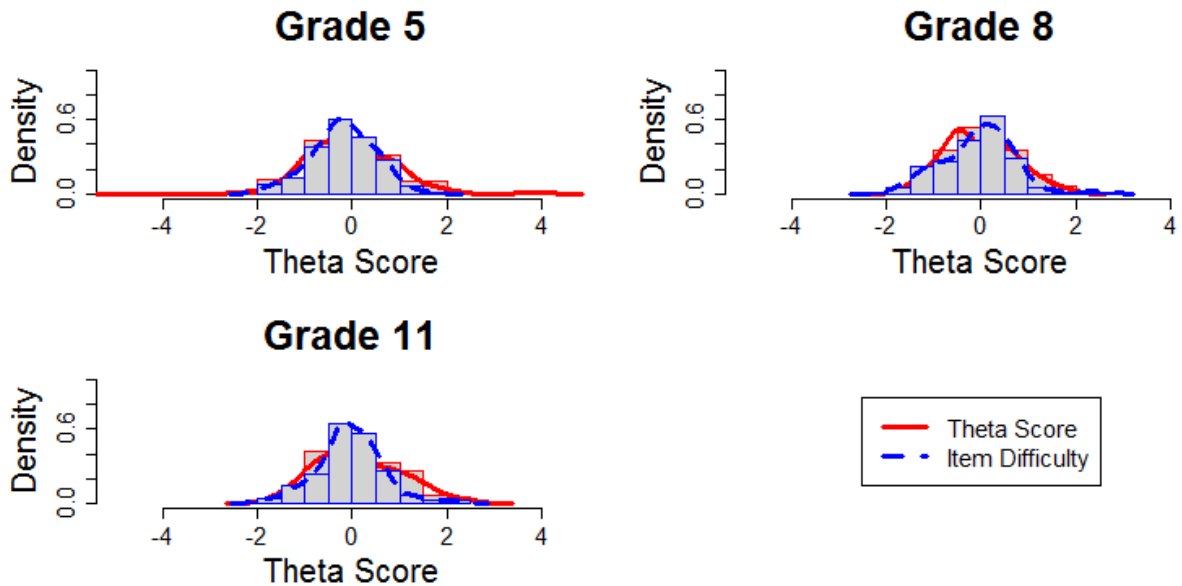 Grade 5
Density
0.0 0.6
-4 -2 0 2 4
Theta Score
Grade 8
Density
0.0 0.6
-4 -2 0 2 4
Theta Score
Grade 11
Density
0.0 0.6
-4 -2 0 2 4
Theta Score
Theta Score
Item Difficulty